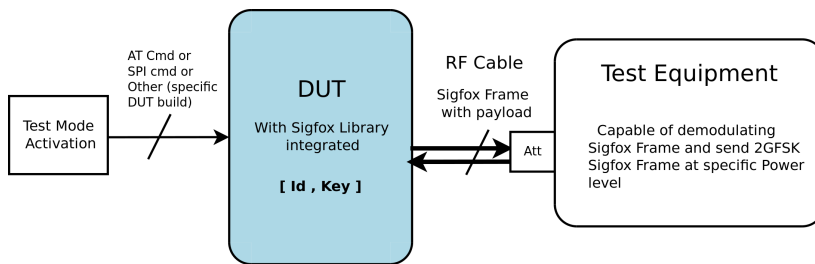 Test Mode
Activation
AT Cmd or
SPI cmd or
Other (specific
DUT build)
DUT
With Sigfox Library
integrated
[ Id , Key ]
RF Cable
Sigfox Frame
with payload
Att
Test Equipment
Capable of demodulating
Sigfox Frame and send 2GFSK
Sigfox Frame at specific Power
level